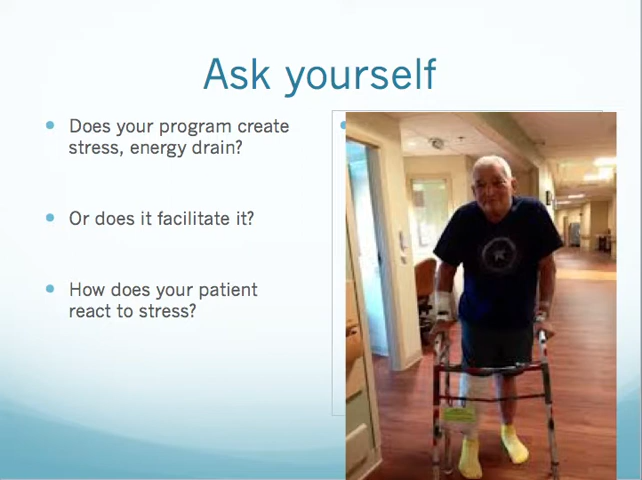 Ask yourself
Does your program create
stress, energy drain?
Or does it facilitate it?
How does your patient
react to stress?